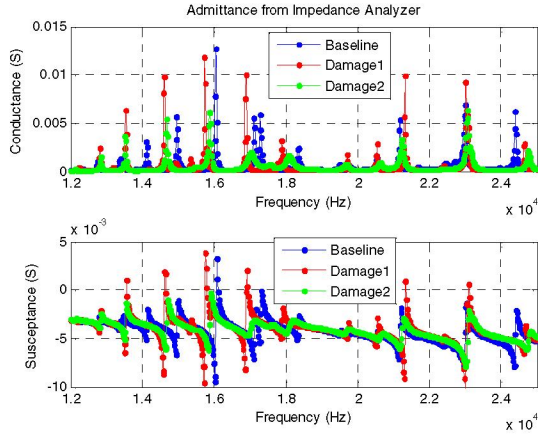 Admittance from Impedance Analyzer
0.015
0.01
0.005
0
Conductance (S)
Baseline
Damage1
Damage2
1.2 1.4 1.6 1.8 2 2.2 2.4
Frequency (Hz)
x 10^4
x 10^-3
5
0
-5
-10
Susceptance (S)
Baseline
Damage1
Damage2
1.2 1.4 1.6 1.8 2 2.2 2.4
Frequency (Hz)
x 10^4